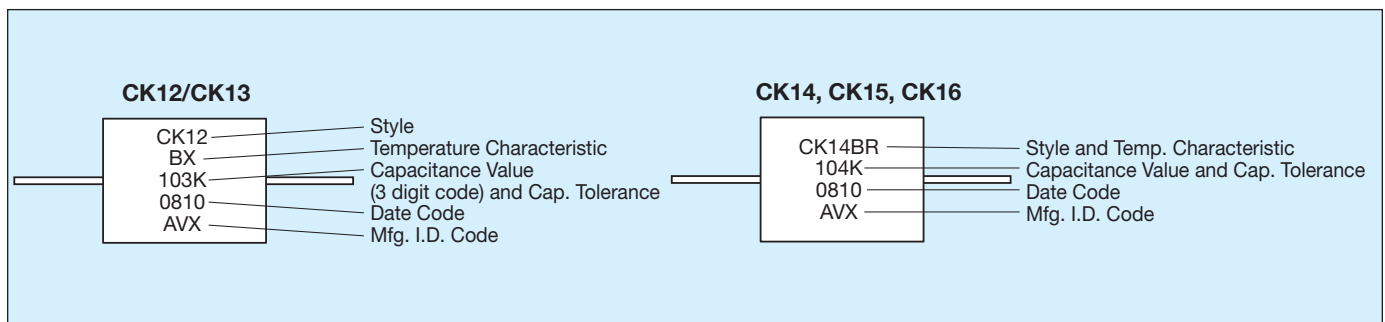 CK12/CK13
CK12
BX
103K
0810
AVX
Style
Temperature Characteristic
Capacitance Value
(3 digit code) and Cap. Tolerance
Date Code
Mfg. I.D. Code
CK14, CK15, CK16
CK14BR
104K
0810
AVX
Style and Temp. Characteristic
Capacitance Value and Cap. Tolerance
Date Code
Mfg. I.D. Code